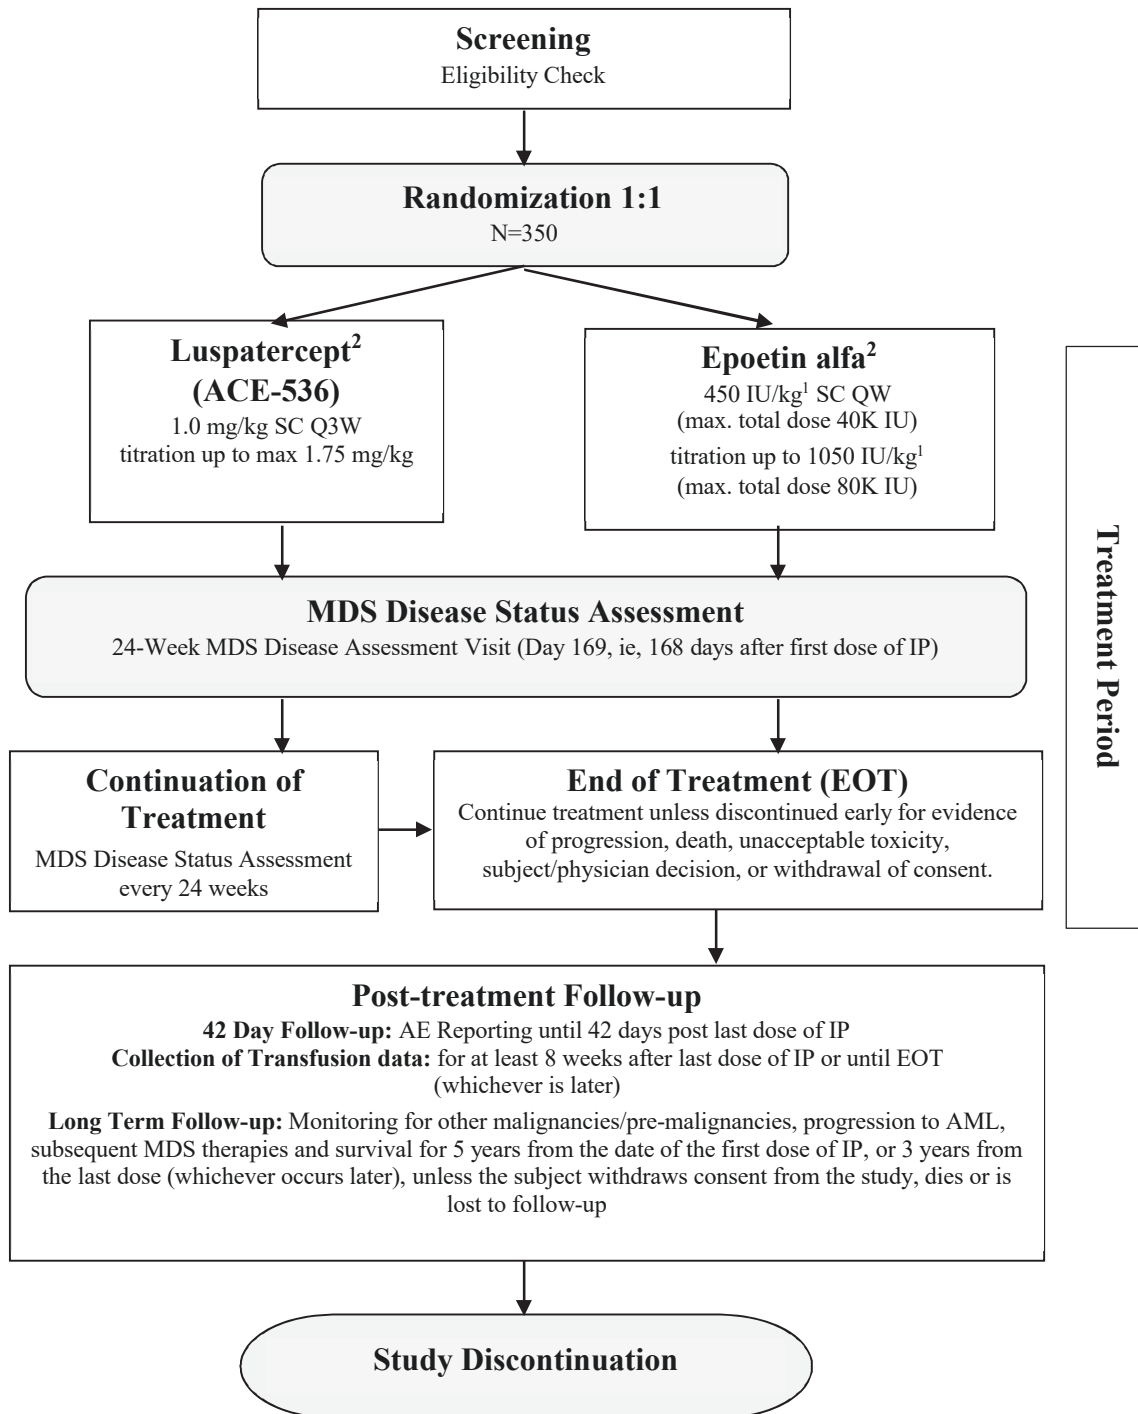 Screening
Eligibility Check
Randomization 1:1
N=350
Luspatercept²
(ACE-536)
1.0 mg/kg SC Q3W
titration up to max 1.75 mg/kg
Epoetin alfa²
450 IU/kg¹ SC QW
(max. total dose 40K IU)
titration up to 1050 IU/kg¹
(max. total dose 80K IU)
Treatment Period
MDS Disease Status Assessment
24-Week MDS Disease Assessment Visit (Day 169, ie, 168 days after first dose of IP)
Continuation of
Treatment
MDS Disease Status Assessment
every 24 weeks
End of Treatment (EOT)
Continue treatment unless discontinued early for evidence
of progression, death, unacceptable toxicity,
subject/physician decision, or withdrawal of consent.
Post-treatment Follow-up
42 Day Follow-up: AE Reporting until 42 days post last dose of IP
Collection of Transfusion data: for at least 8 weeks after last dose of IP or until EOT
(whichever is later)
Long Term Follow-up: Monitoring for other malignancies/pre-malignancies, progression to AML,
subsequent MDS therapies and survival for 5 years from the date of the first dose of IP, or 3 years from
the last dose (whichever occurs later), unless the subject withdraws consent from the study, dies or is
lost to follow-up
Study Discontinuation